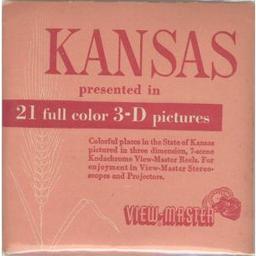 KANSAS
presented in
21 full color 3-D pictures
Colorful places in the State of Kansas
pictured in three dimension, 7-scene
Kodachrome View-Master Reels. For
enjoyment in View-Master Stereo-
scopes and Projectors.
VIEW-MASTER